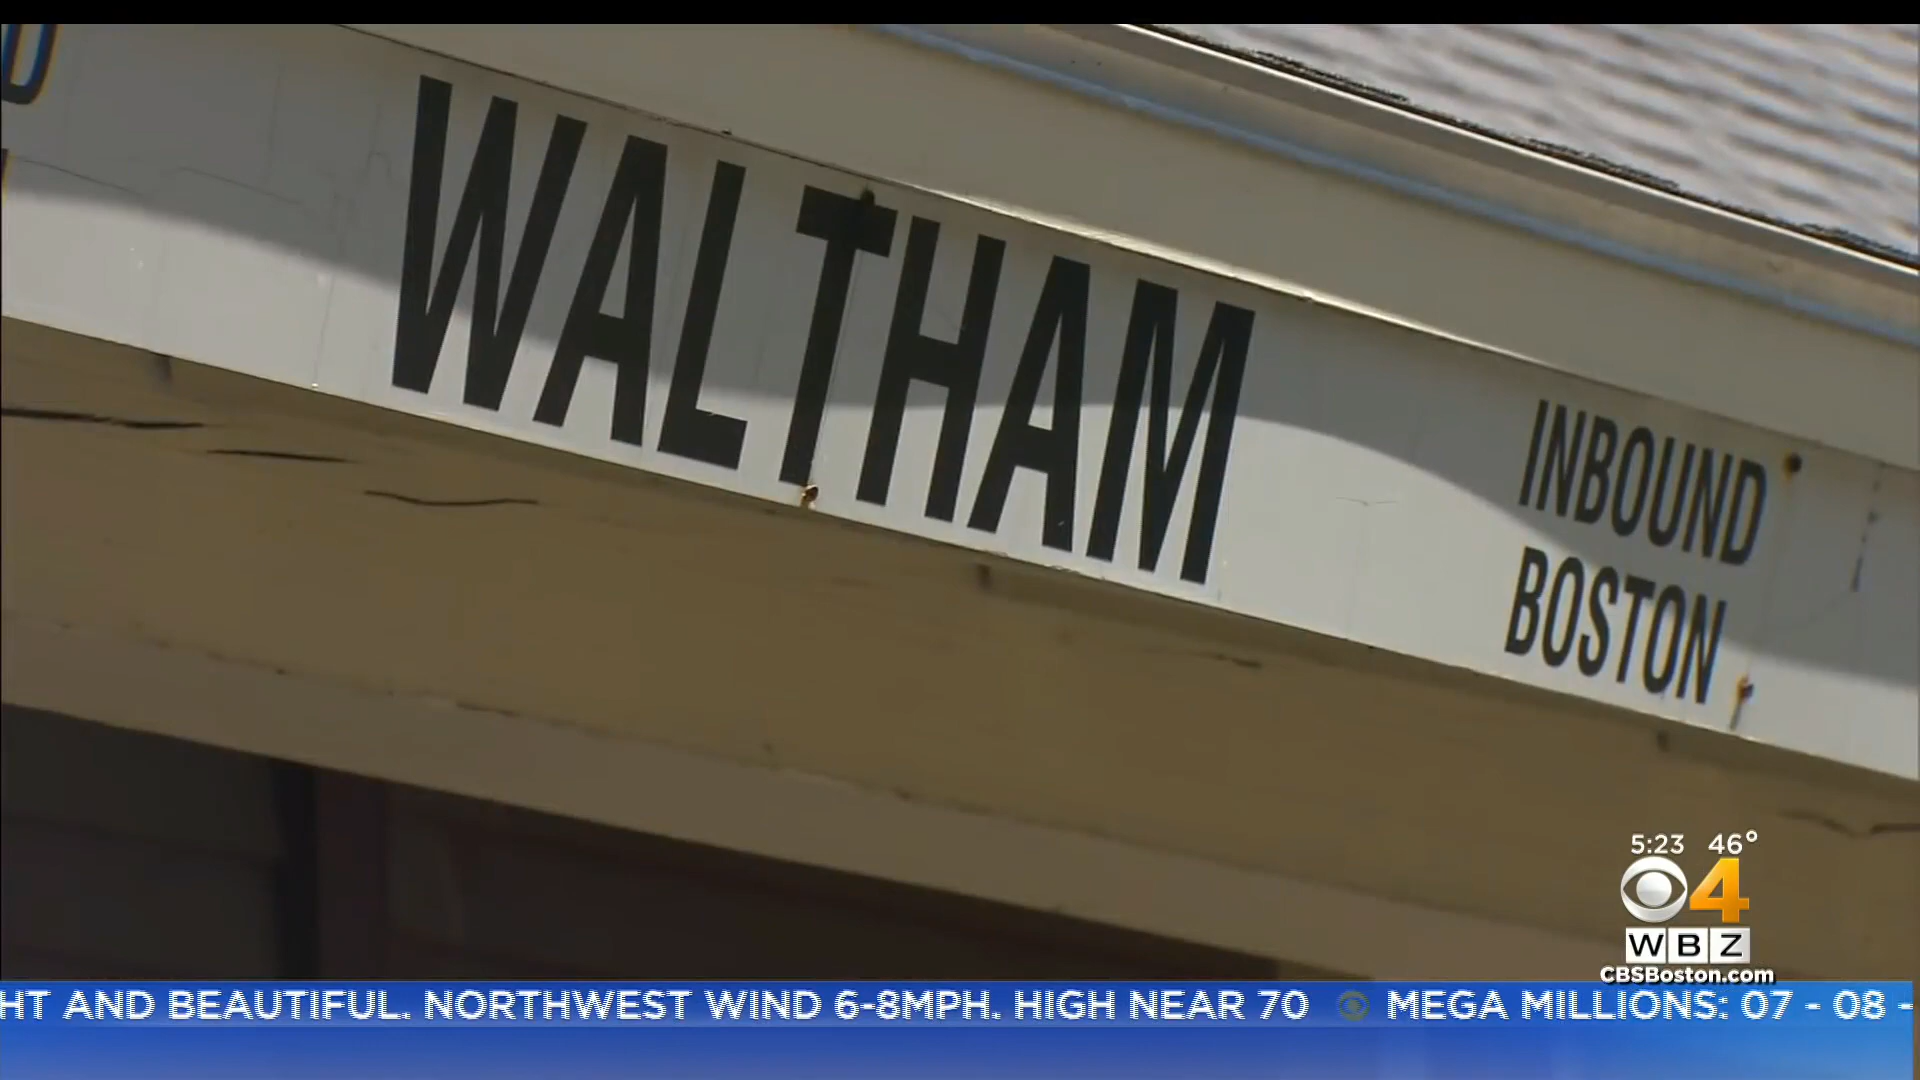 WALTHAM
INBOUND
BOSTON
5:23 46°
4
WBZ
CBSBoston.com
HT AND BEAUTIFUL. NORTHWEST WIND 6-8MPH. HIGH NEAR 70 MEGA MILLIONS: 07 - 08 -